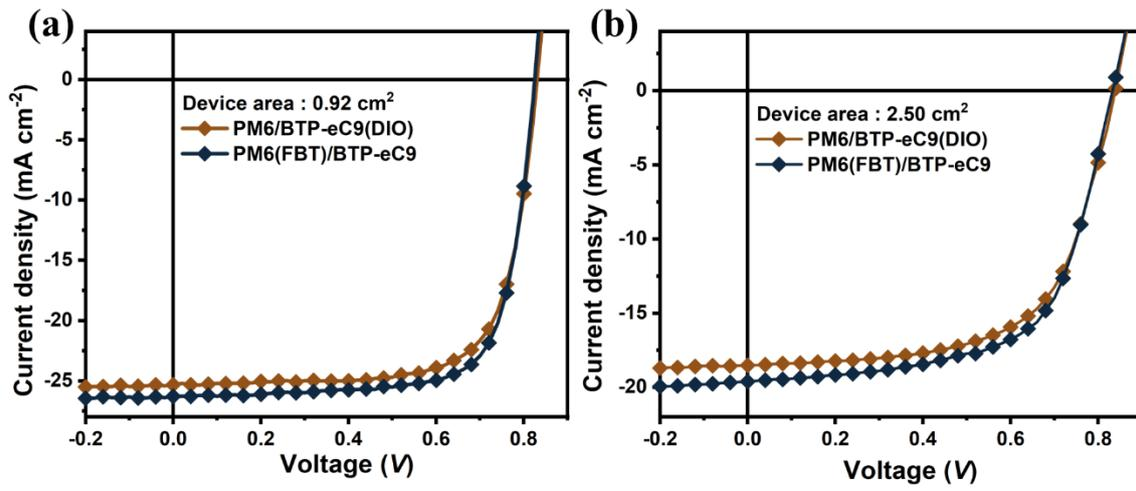 (a)
Current density (mA cm-2)
0
-5
-10
-15
-20
-25
Device area : 0.92 cm2
PM6/BTP-eC9(DIO)
PM6(FBT)/BTP-eC9
-0.2 0.0 0.2 0.4 0.6 0.8
Voltage (V)
(b)
Current density (mA cm-2)
0
-5
-10
-15
-20
Device area : 2.50 cm2
PM6/BTP-eC9(DIO)
PM6(FBT)/BTP-eC9
-0.2 0.0 0.2 0.4 0.6 0.8
Voltage (V)